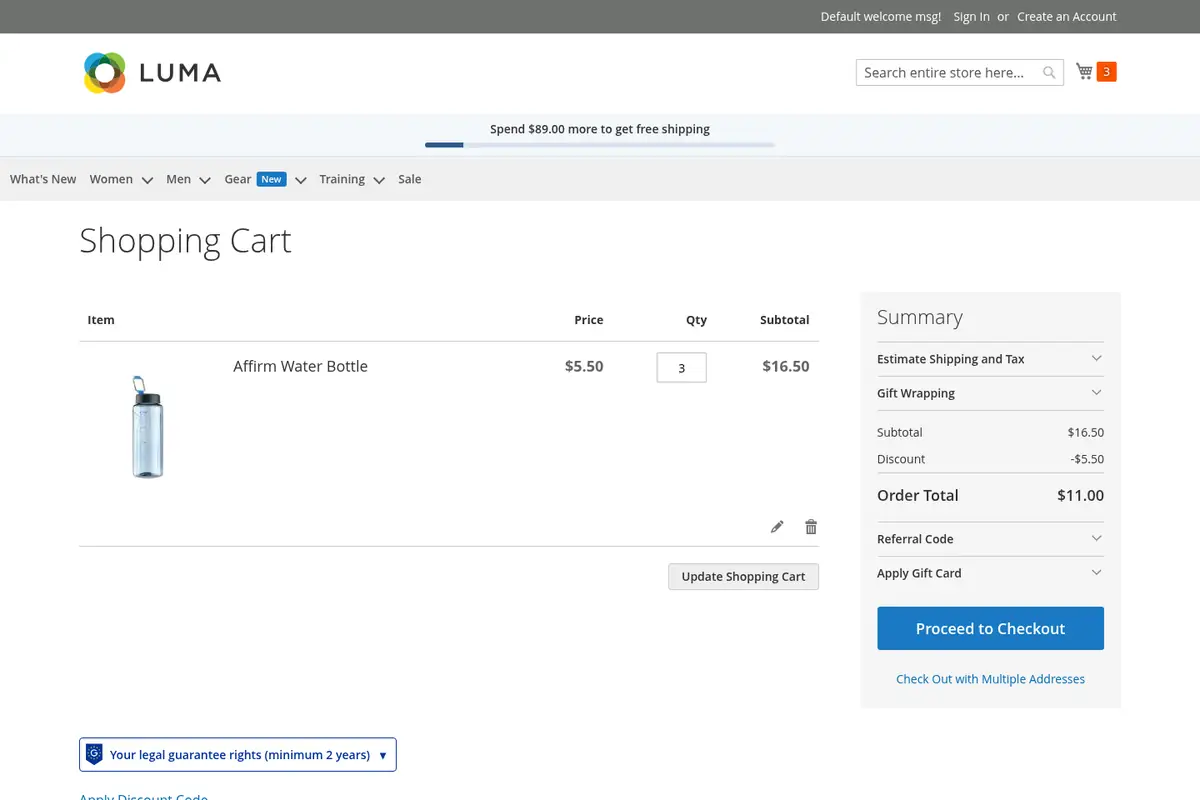 Default welcome msg! Sign In or Create an Account
LUMA
Search entire store here...
3
Spend $89.00 more to get free shipping
What's New Women Men Gear New Training Sale
Shopping Cart
Item Price Qty Subtotal
Affirm Water Bottle $5.50 3 $16.50
Update Shopping Cart
Summary
Estimate Shipping and Tax
Gift Wrapping
Subtotal $16.50
Discount -$5.50
Order Total $11.00
Referral Code
Apply Gift Card
Proceed to Checkout
Check Out with Multiple Addresses
G
Your legal guarantee rights (minimum 2 years) ▼
Apply Discount Code